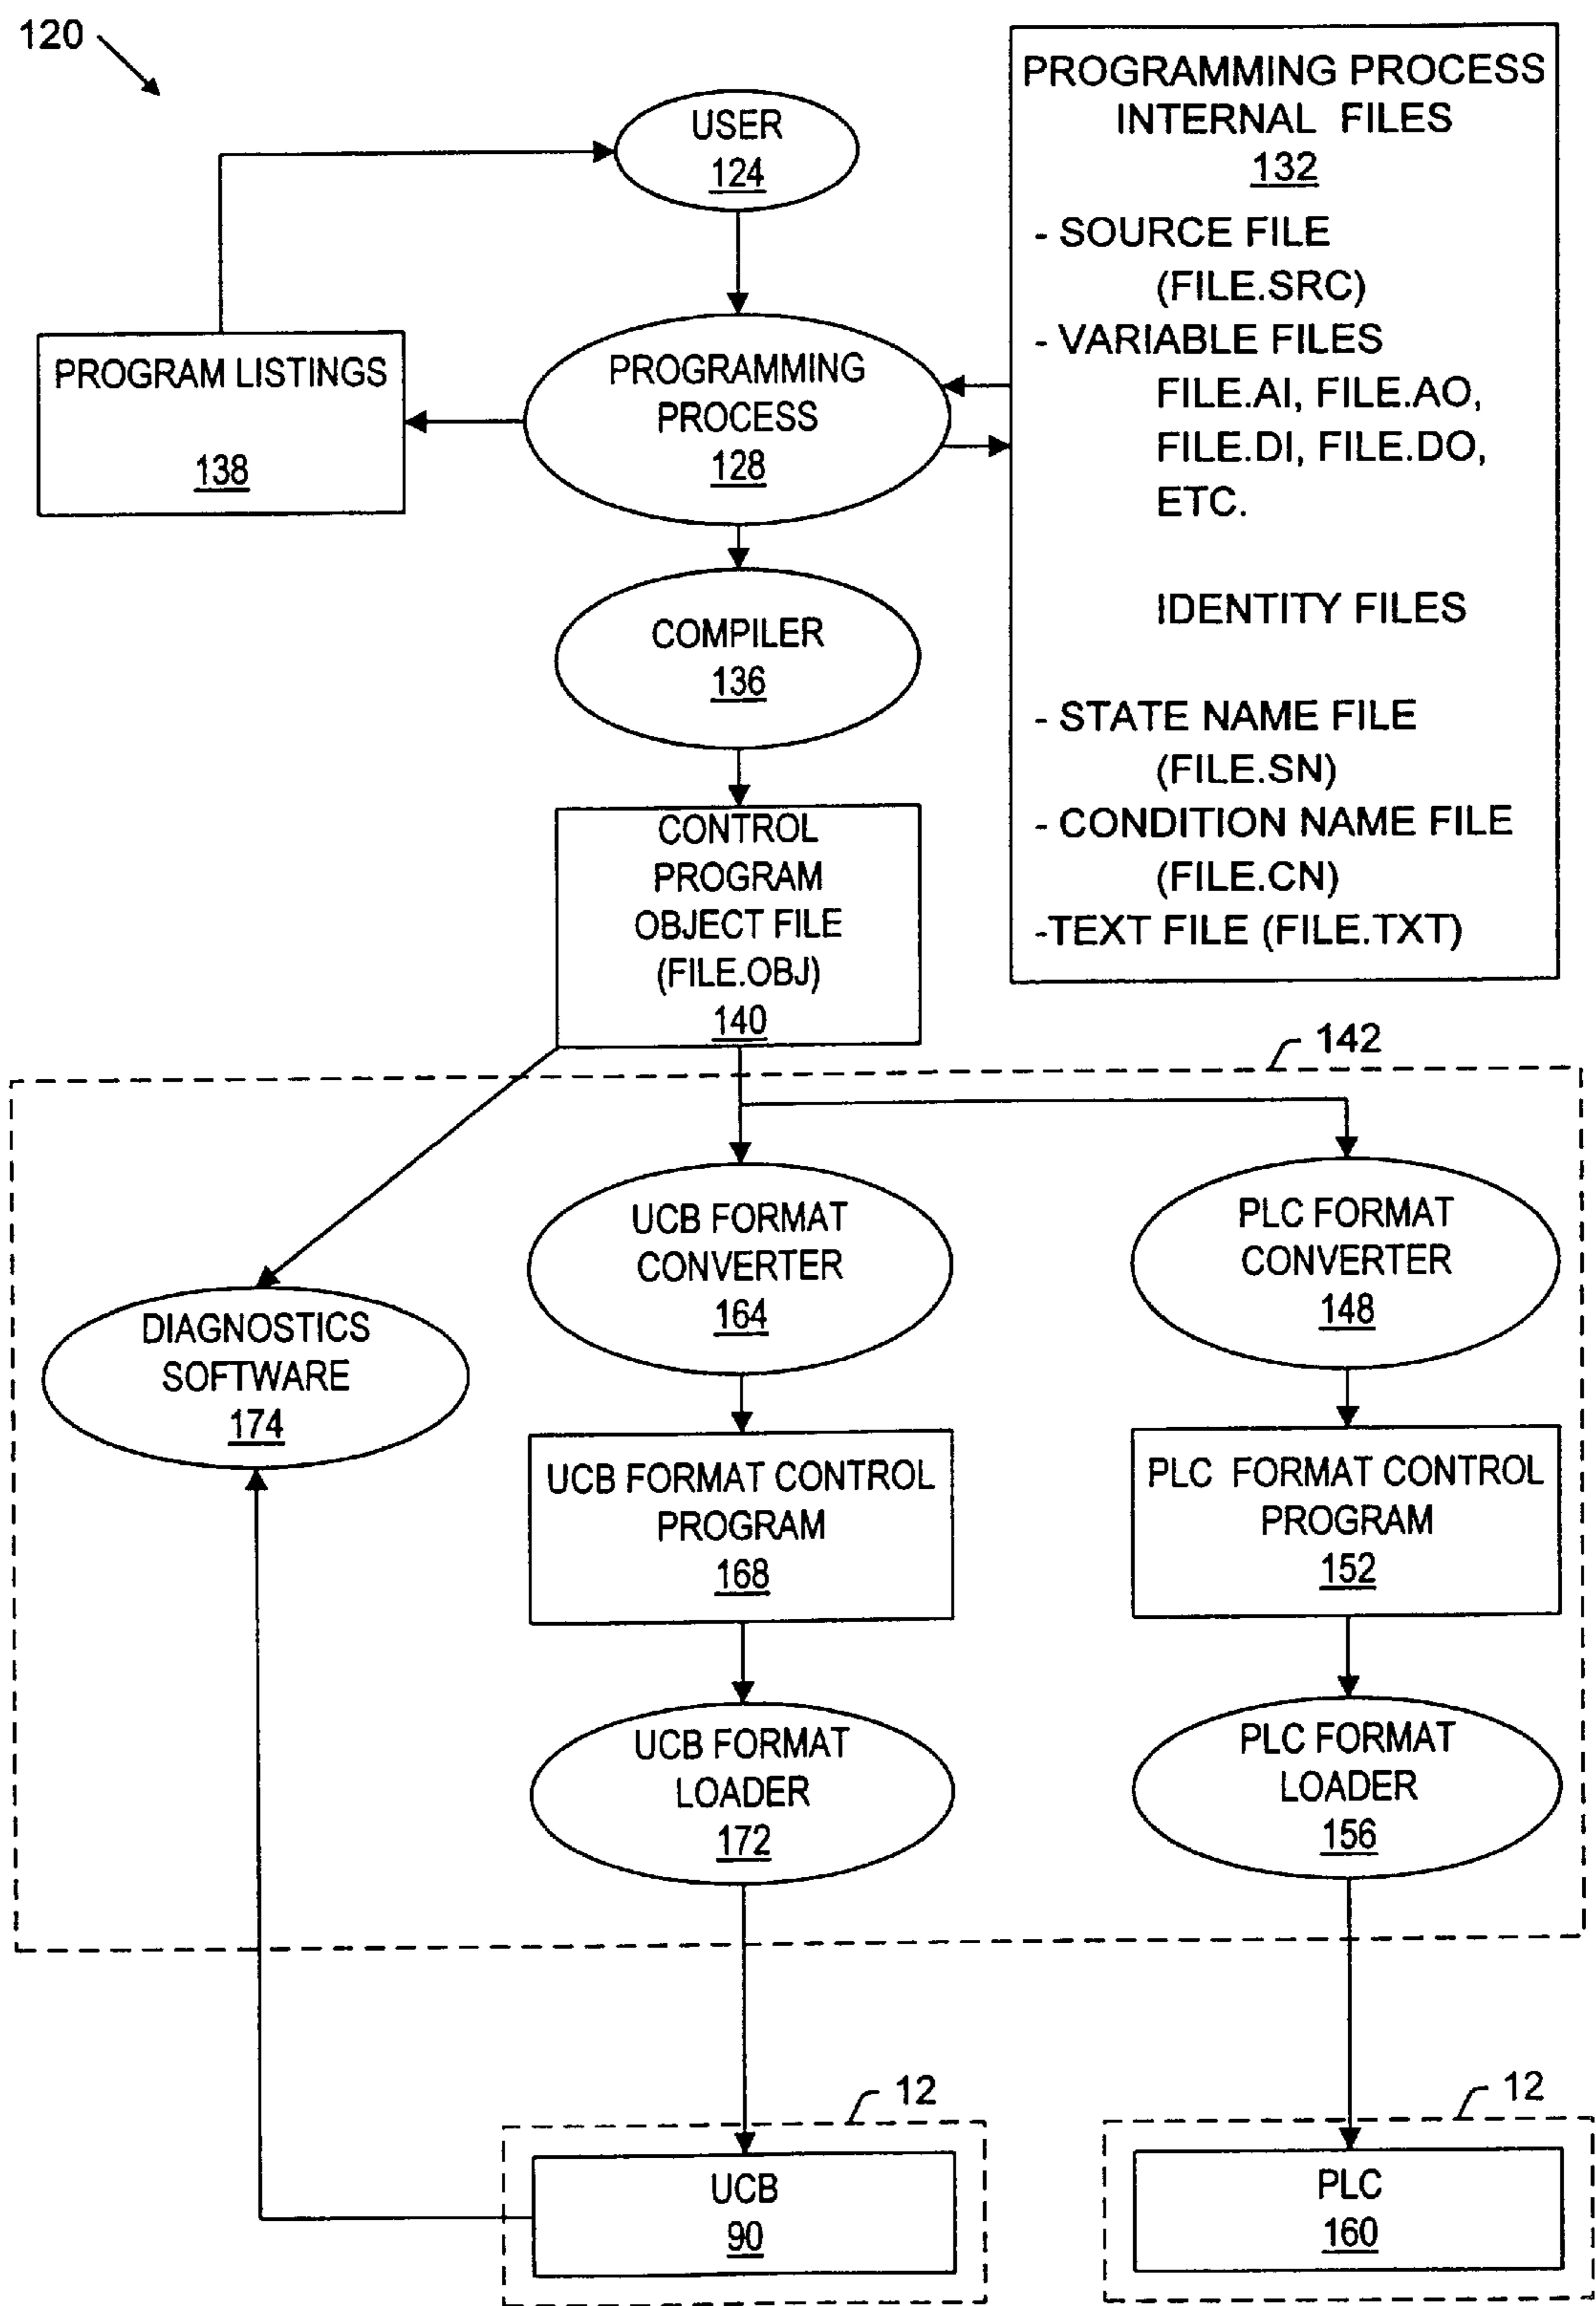 120
USER
124
PROGRAMMING PROCESS
INTERNAL FILES
132
- SOURCE FILE
(FILE.SRC)
- VARIABLE FILES
FILE.AI, FILE.AO,
FILE.DI, FILE.DO,
ETC.
IDENTITY FILES
- STATE NAME FILE
(FILE.SN)
- CONDITION NAME FILE
(FILE.CN)
-TEXT FILE (FILE.TXT)
PROGRAM LISTINGS
138
PROGRAMMING
PROCESS
128
COMPILER
136
CONTROL
PROGRAM
OBJECT FILE
(FILE.OBJ)
140
142
UCB FORMAT
CONVERTER
164
PLC FORMAT
CONVERTER
148
DIAGNOSTICS
SOFTWARE
174
UCB FORMAT CONTROL
PROGRAM
168
PLC FORMAT CONTROL
PROGRAM
152
UCB FORMAT
LOADER
172
PLC FORMAT
LOADER
156
12
UCB
90
12
PLC
160